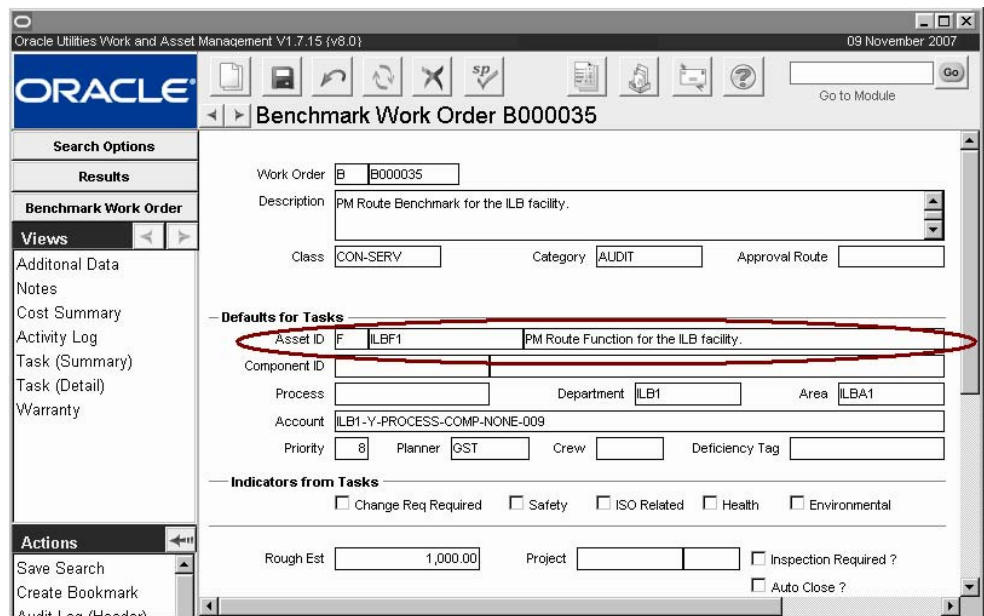 Oracle Utilities Work and Asset Management V1.7.15 {v8.0} 09 November 2007
ORACLE
sp
Go
Go to Module
Benchmark Work Order B000035
Search Options
Results
Benchmark Work Order
Views
Additonal Data
Notes
Cost Summary
Activity Log
Task (Summary)
Task (Detail)
Warranty
Actions
Save Search
Create Bookmark
Audit Log (Header)
Work Order B B000035
Description PM Route Benchmark for the ILB facility.
Class CON-SERV Category AUDIT Approval Route
Defaults for Tasks
Asset ID F ILBF1 PM Route Function for the ILB facility.
Component ID
Process Department ILB1 Area ILBA1
Account ILB1-Y-PROCESS-COMP-NONE-009
Priority 8 Planner GST Crew Deficiency Tag
Indicators from Tasks
Change Req Required Safety ISO Related Health Environmental
Rough Est 1,000.00 Project Inspection Required ?
Auto Close ?